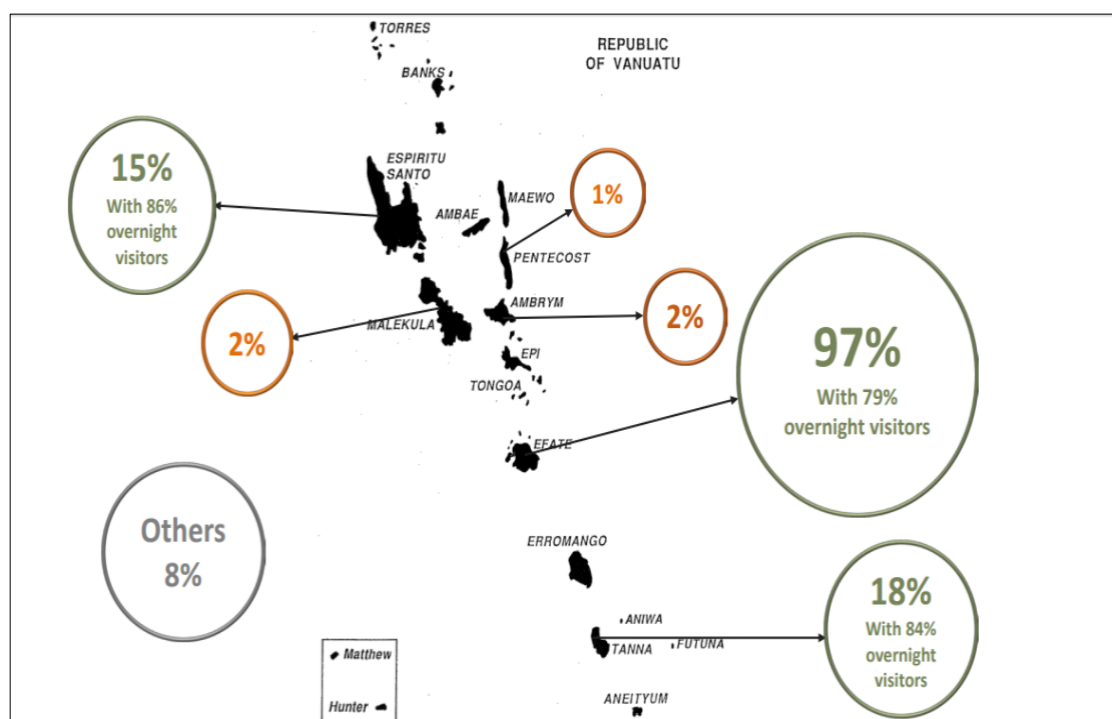 TORRES
REPUBLIC
OF VANUATU
BANKS
15%
With 86%
overnight
visitors
ESPIRITU
SANTO
MAEWO
1%
AMBAE
PENTECOST
AMBRYM
2%
MALEKULA
2%
EPI
TONGOA
97%
With 79%
overnight visitors
EFATE
Others
8%
ERROMANGO
18%
With 84%
overnight
visitors
ANIWA
TANNA
FUTUNA
Matthew
Hunter
ANEITYUM